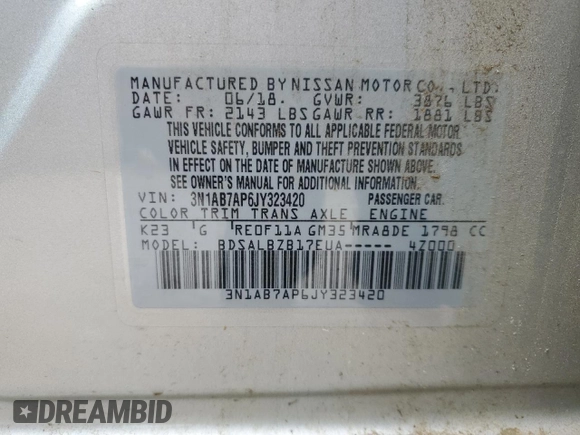 MANUFACTURED BY NISSAN MOTOR CO., LTD.
DATE: 06/18. GVWR: 3876 LBS
GAWR FR: 2143 LBS GAWR RR: 1881 LBS
THIS VEHICLE CONFORMS TO ALL APPLICABLE FEDERAL MOTOR
VEHICLE SAFETY, BUMPER AND THEFT PREVENTION STANDARDS
IN EFFECT ON THE DATE OF MANUFACTURE SHOWN ABOVE.
SEE OWNER'S MANUAL FOR ADDITIONAL INFORMATION.
VIN: 3N1AB7AP6JY323420 PASSENGER CAR.
COLOR TRIM TRANS AXLE ENGINE
K23 G RE0F11A GM35 MRA8DE 1798 CC
MODEL: BDSALBZB17EUA----- 4Z000
3N1AB7AP6JY323420
DREAMBID